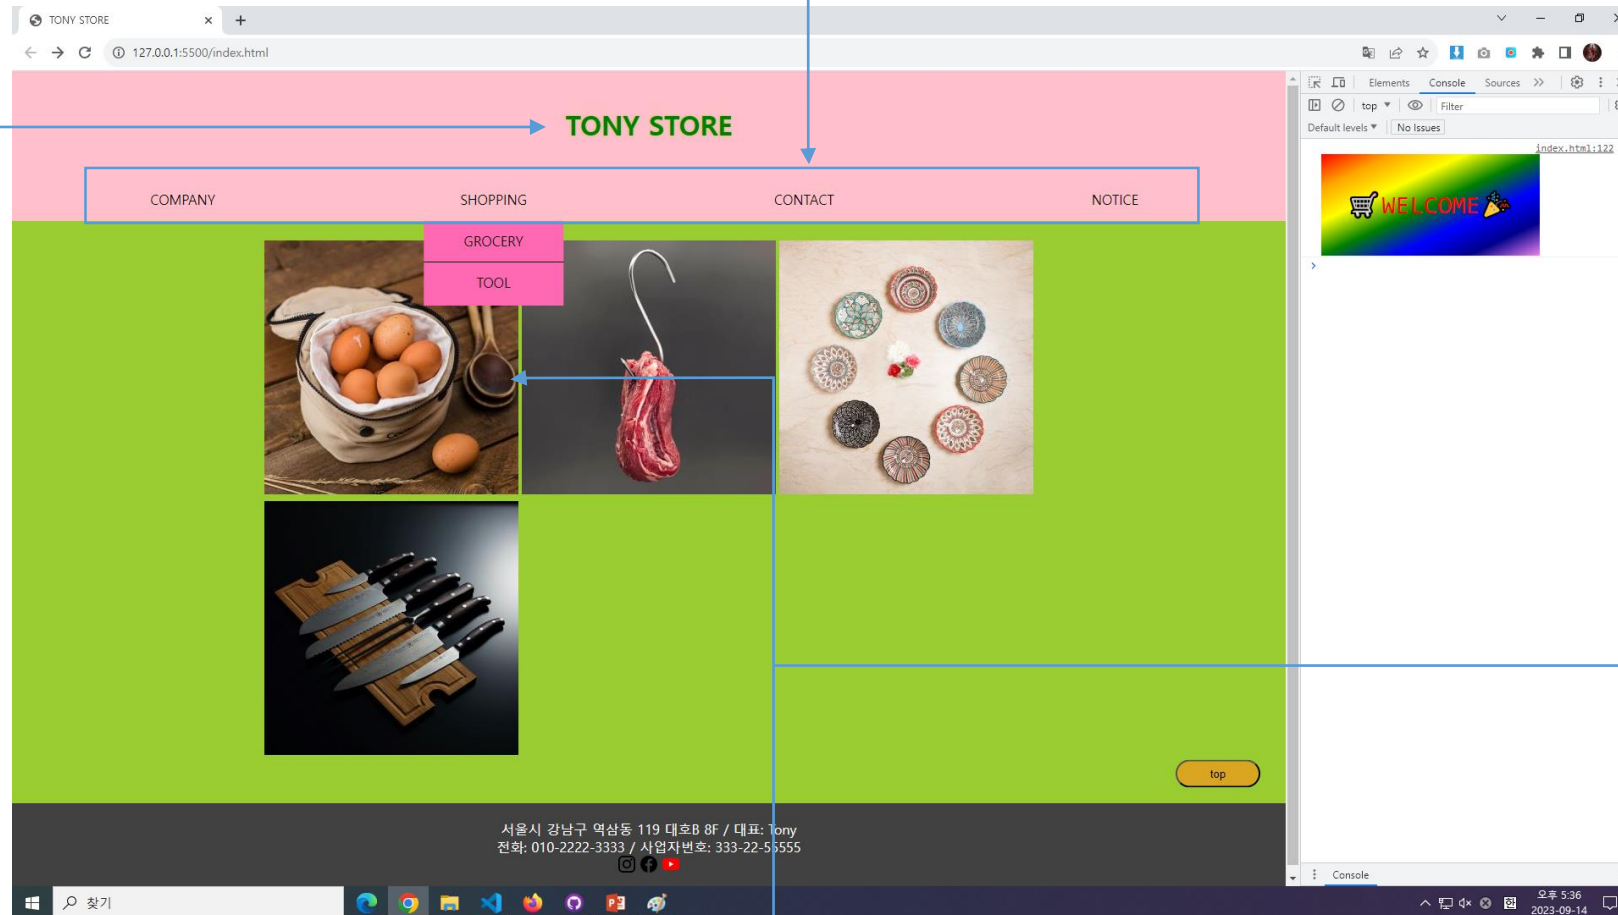 TONY STORE
127.0.0.1:5500/index.html
TONY STORE
COMPANY
SHOPPING
CONTACT
NOTICE
GROCERY
TOOL
top
서울시 강남구 역삼동 119 대호B 8F / 대표: Tony
전화: 010-2222-3333 / 사업자번호: 333-22-55555
Elements Console Sources
top Filter
Default levels No Issues
index.html:122
WELCOME
Console
찾기
오후 5:36
2023-09-14